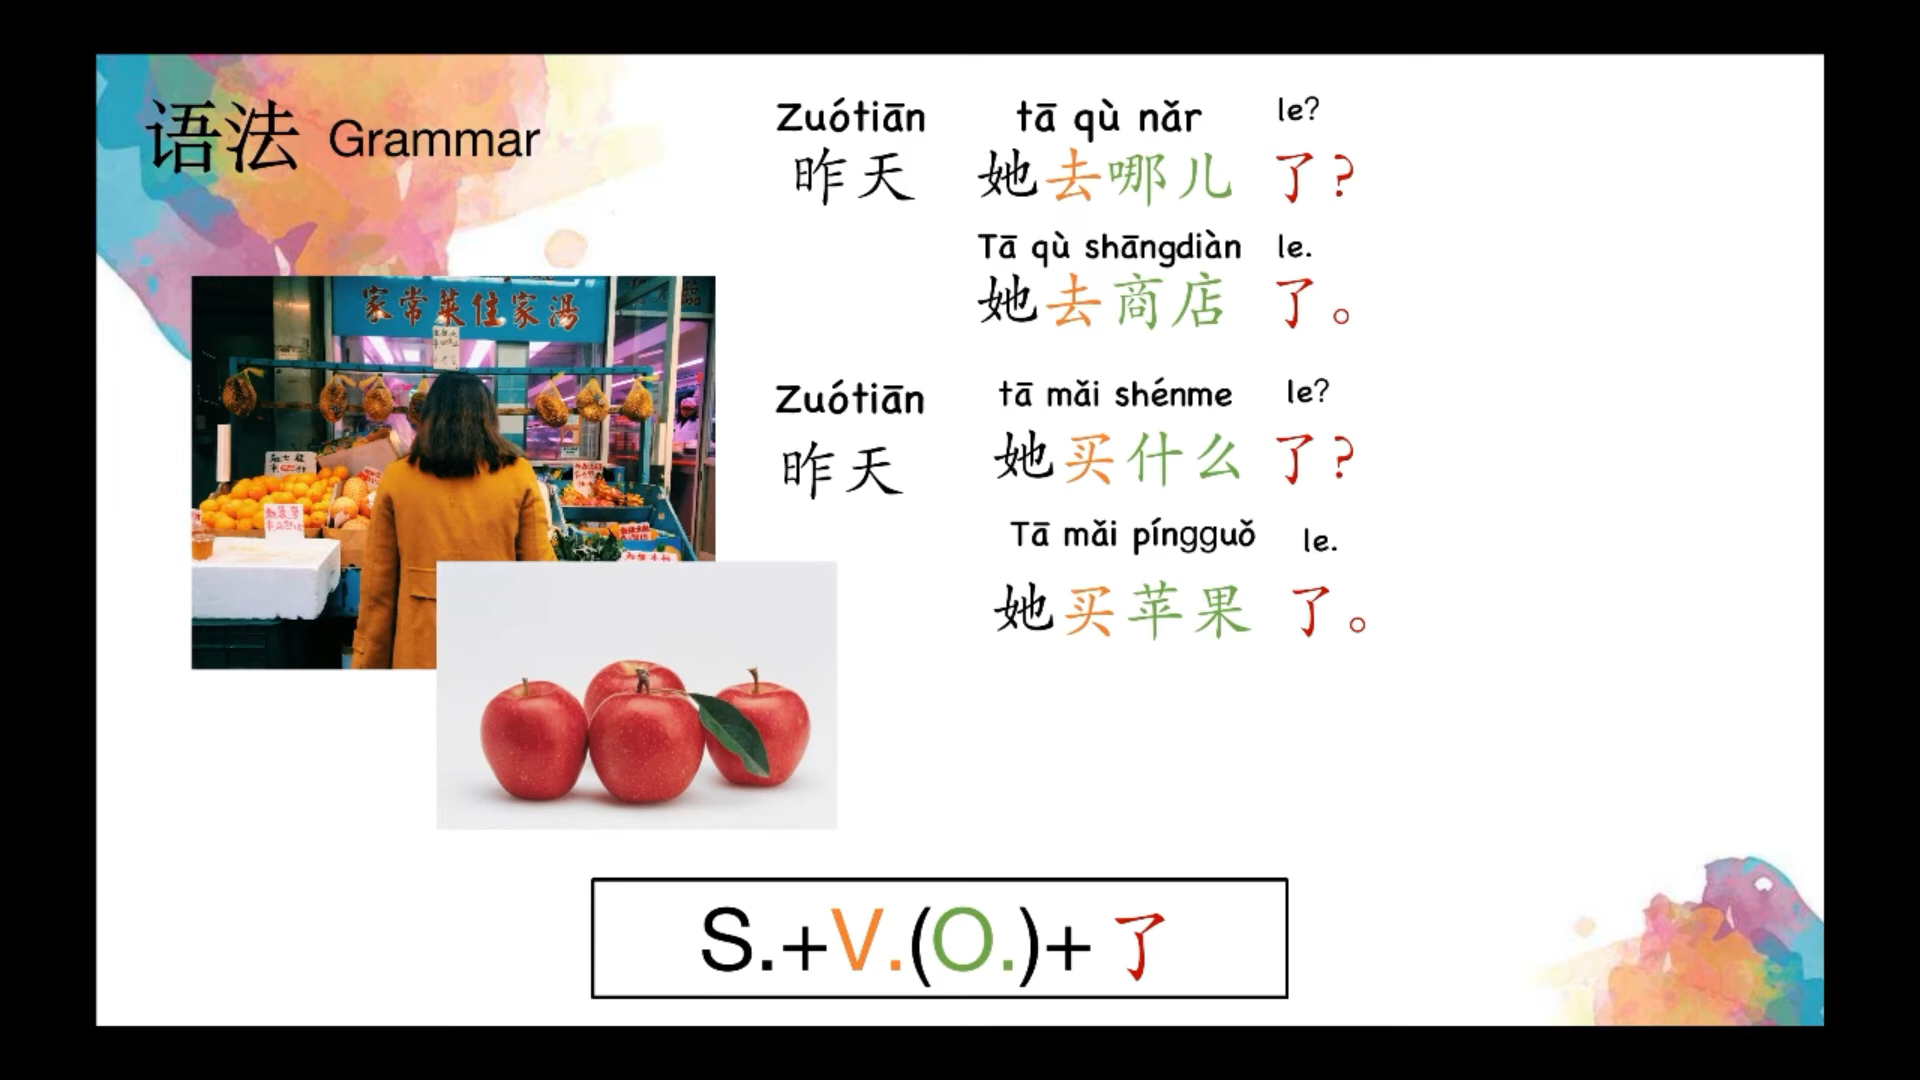 语法 Grammar
Zuótiān tā qù nǎr le?
昨天 她去哪儿 了?
Tā qù shāngdiàn le.
她去商店 了。
家常菜住家湯
Zuótiān tā mǎi shénme le?
昨天 她买什么 了?
Tā mǎi píngguǒ le.
她买苹果 了。
S.+V.(O.)+了